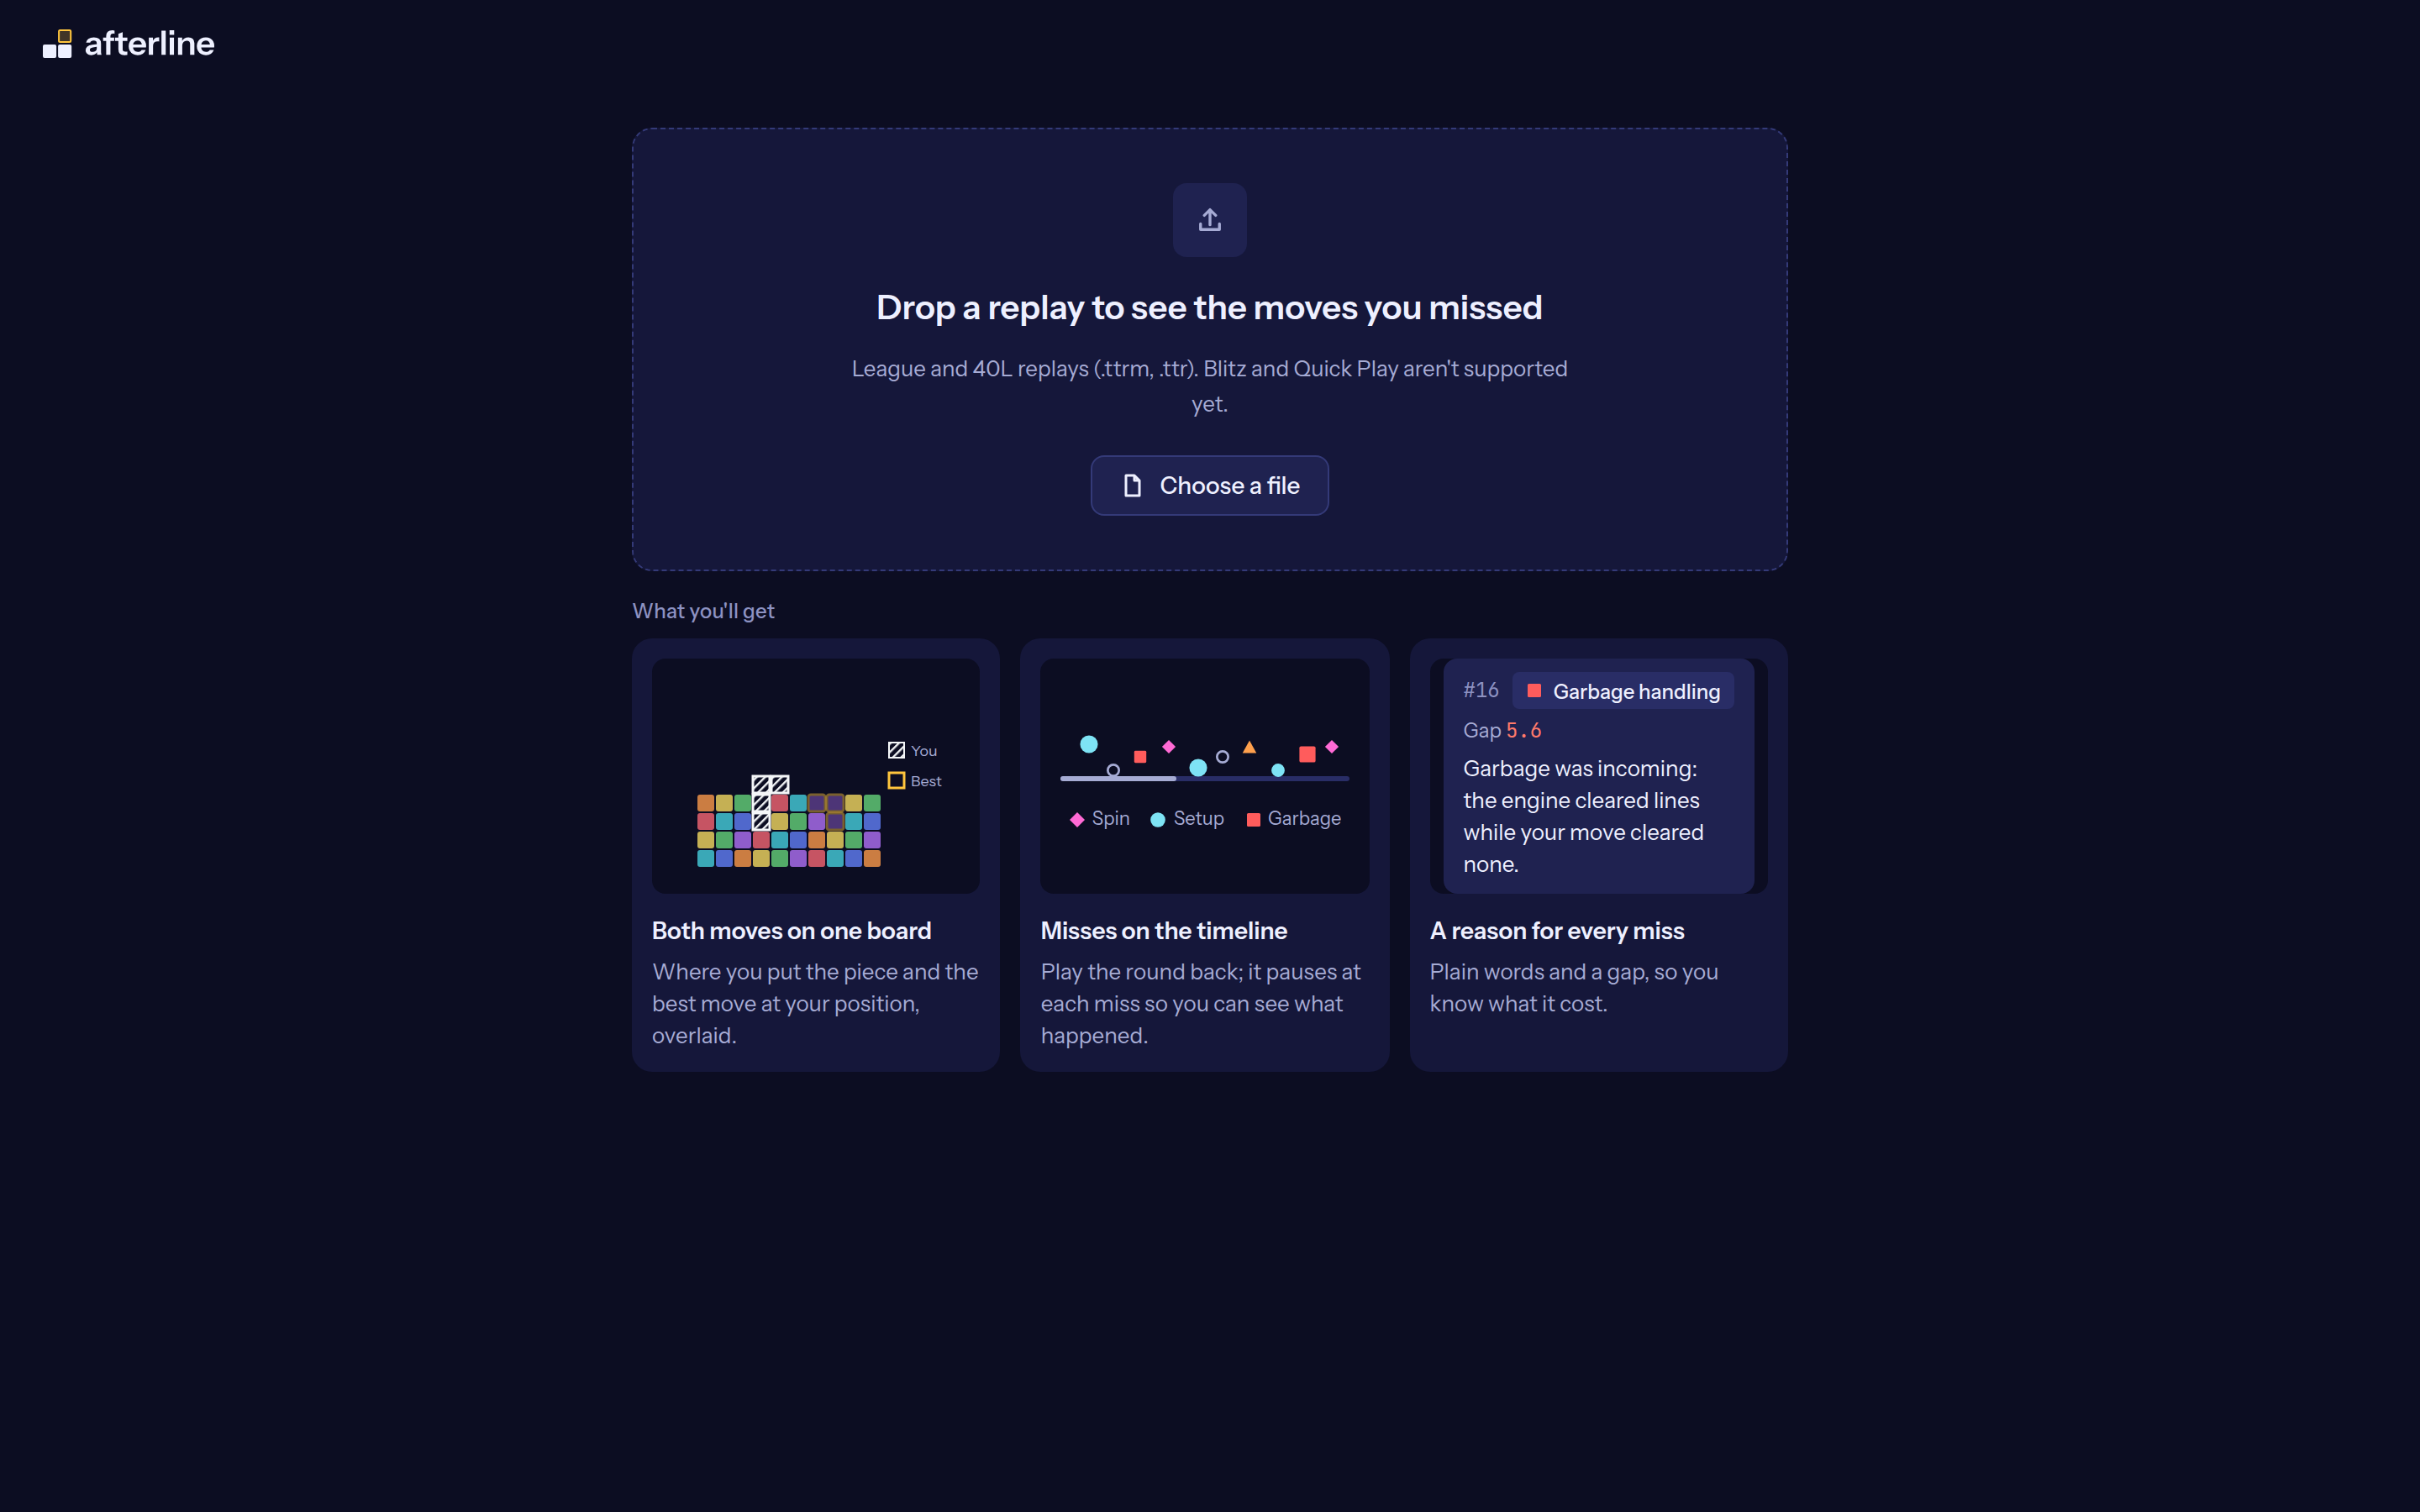 afterline
Drop a replay to see the moves you missed
League and 40L replays (.ttrm, .ttr). Blitz and Quick Play aren't supported
yet.
Choose a file
What you'll get
You
Best
Both moves on one board
Where you put the piece and the
best move at your position,
overlaid.
Spin
Setup
Garbage
Misses on the timeline
Play the round back; it pauses at
each miss so you can see what
happened.
#16
Garbage handling
Gap 5.6
Garbage was incoming:
the engine cleared lines
while your move cleared
none.
A reason for every miss
Plain words and a gap, so you
know what it cost.